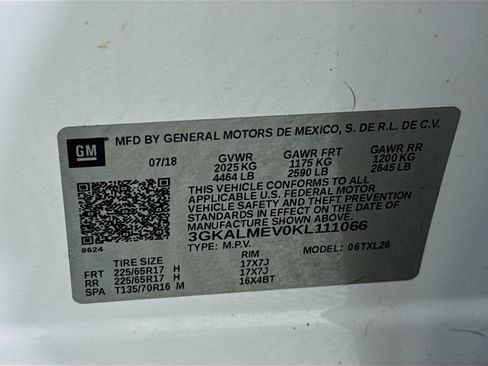 GM
MFD BY GENERAL MOTORS DE MEXICO, S. DE R.L. DE C.V.
07/18 GVWR GAWR FRT GAWR RR
2025 KG 1175 KG 1200 KG
4464 LB 2590 LB 2645 LB
THIS VEHICLE CONFORMS TO ALL
APPLICABLE U.S. FEDERAL MOTOR
VEHICLE SAFETY AND THEFT PREVENTION
STANDARDS IN EFFECT ON THE DATE OF
MANUFACTURE SHOWN ABOVE.
3GKALMEV0KL111066
8624 TYPE: M.P.V. MODEL: 06TXL26
TIRE SIZE RIM
FRT 225/65R17 H 17X7J
RR 225/65R17 H 17X7J
SPA T135/70R16 M 16X4BT